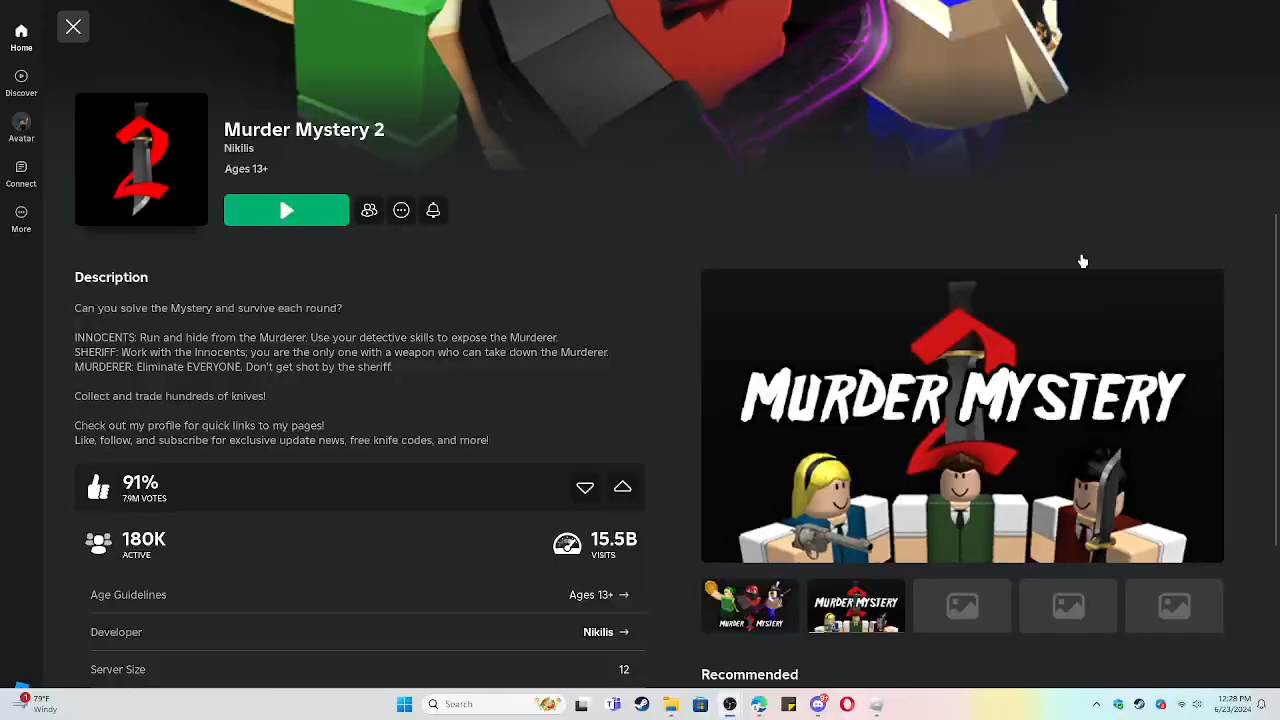 Home
Discover
Avatar
Connect
More
2
Murder Mystery 2
Nikilis
Ages 13+
Description
Can you solve the Mystery and survive each round?
INNOCENTS: Run and hide from the Murderer. Use your detective skills to expose the Murderer.
SHERIFF: Work with the Innocents; you are the only one with a weapon who can take down the Murderer.
MURDERER: Eliminate EVERYONE. Don't get shot by the sheriff.
Collect and trade hundreds of knives!
Check out my profile for quick links to my pages!
Like, follow, and subscribe for exclusive update news, free knife codes, and more!
91%
7.9M VOTES
180K
ACTIVE
15.5B
VISITS
Age Guidelines
Ages 13+ →
Developer
Nikilis →
Server Size
12
2
MURDER MYSTERY
MURDER MYSTERY
MURDER MYSTERY
Recommended
1
79°F
Windy
Search
12:28 PM
6/23/2024